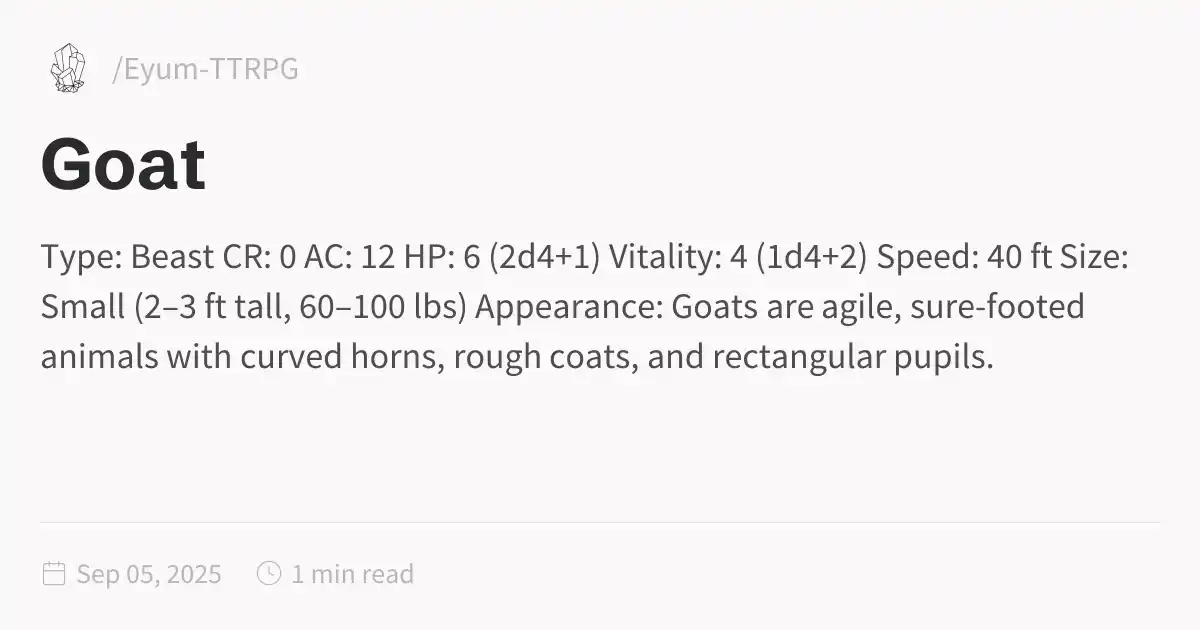 /Eyum-TTRPG
Goat
Type: Beast CR: 0 AC: 12 HP: 6 (2d4+1) Vitality: 4 (1d4+2) Speed: 40 ft Size:
Small (2–3 ft tall, 60–100 lbs) Appearance: Goats are agile, sure-footed
animals with curved horns, rough coats, and rectangular pupils.
Sep 05, 2025 1 min read